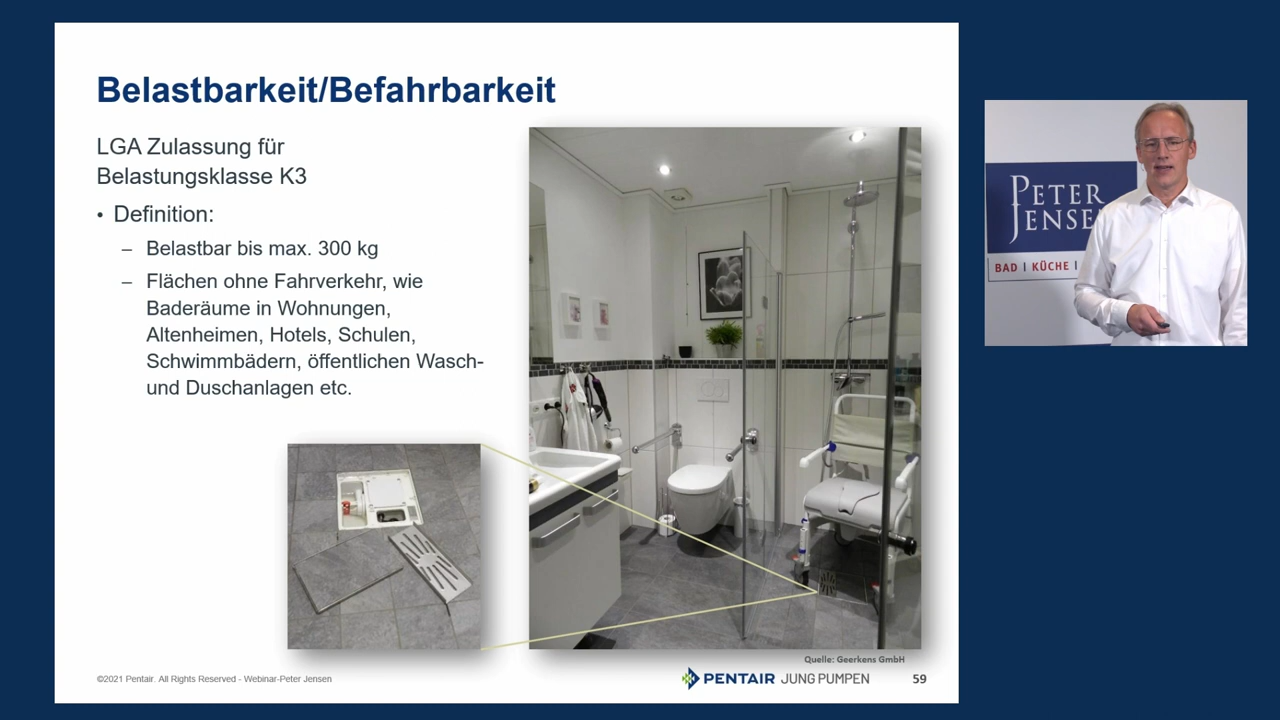 Belastbarkeit/Befahrbarkeit
LGA Zulassung für
Belastungsklasse K3
• Definition:
– Belastbar bis max. 300 kg
– Flächen ohne Fahrverkehr, wie
Baderäume in Wohnungen,
Altenheimen, Hotels, Schulen,
Schwimmbädern, öffentlichen Wasch-
und Duschanlagen etc.
Quelle: Geerkens GmbH
©2021 Pentair. All Rights Reserved - Webinar-Peter Jensen
PENTAIR JUNG PUMPEN
59
PETER
JENSE
BAD | KÜCHE |